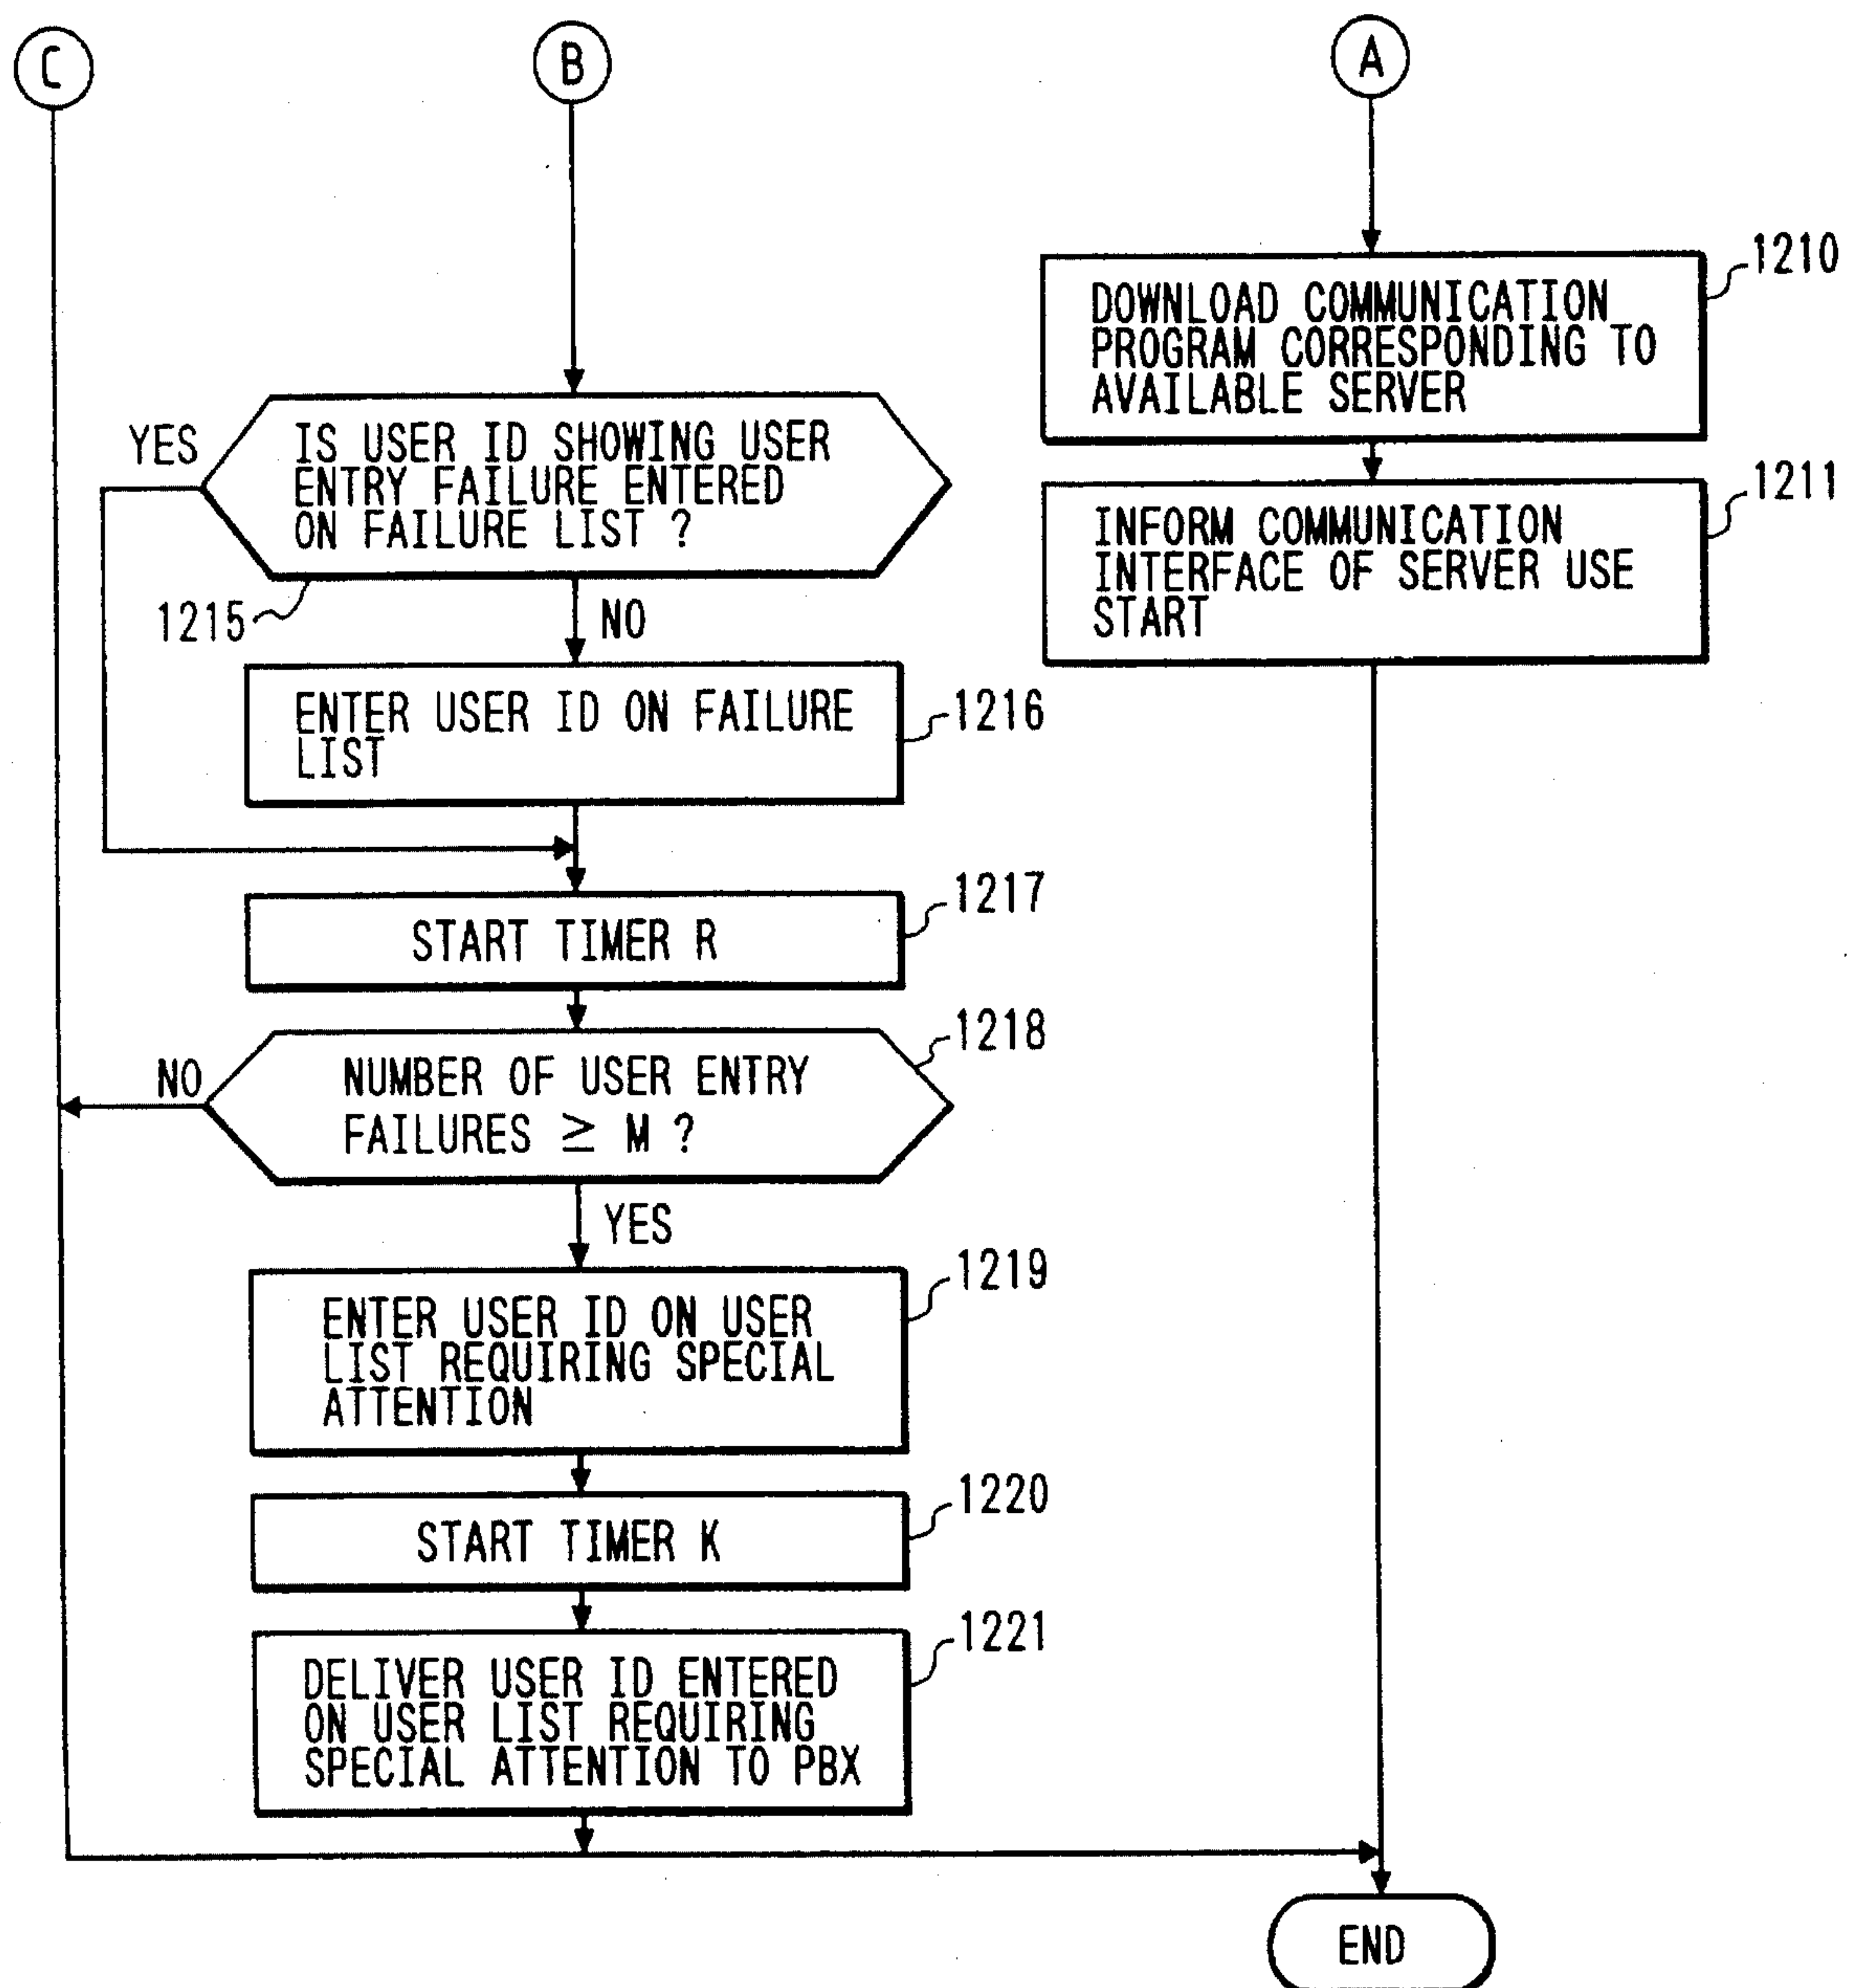 C
B
A
1210
DOWNLOAD COMMUNICATION
PROGRAM CORRESPONDING TO
AVAILABLE SERVER
YES
IS USER ID SHOWING USER
ENTRY FAILURE ENTERED
ON FAILURE LIST ?
1211
INFORM COMMUNICATION
INTERFACE OF SERVER USE
START
1215
NO
ENTER USER ID ON FAILURE
LIST
1216
1217
START TIMER R
1218
NO
NUMBER OF USER ENTRY
FAILURES ≥ M ?
YES
1219
ENTER USER ID ON USER
LIST REQUIRING SPECIAL
ATTENTION
1220
START TIMER K
1221
DELIVER USER ID ENTERED
ON USER LIST REQUIRING
SPECIAL ATTENTION TO PBX
END